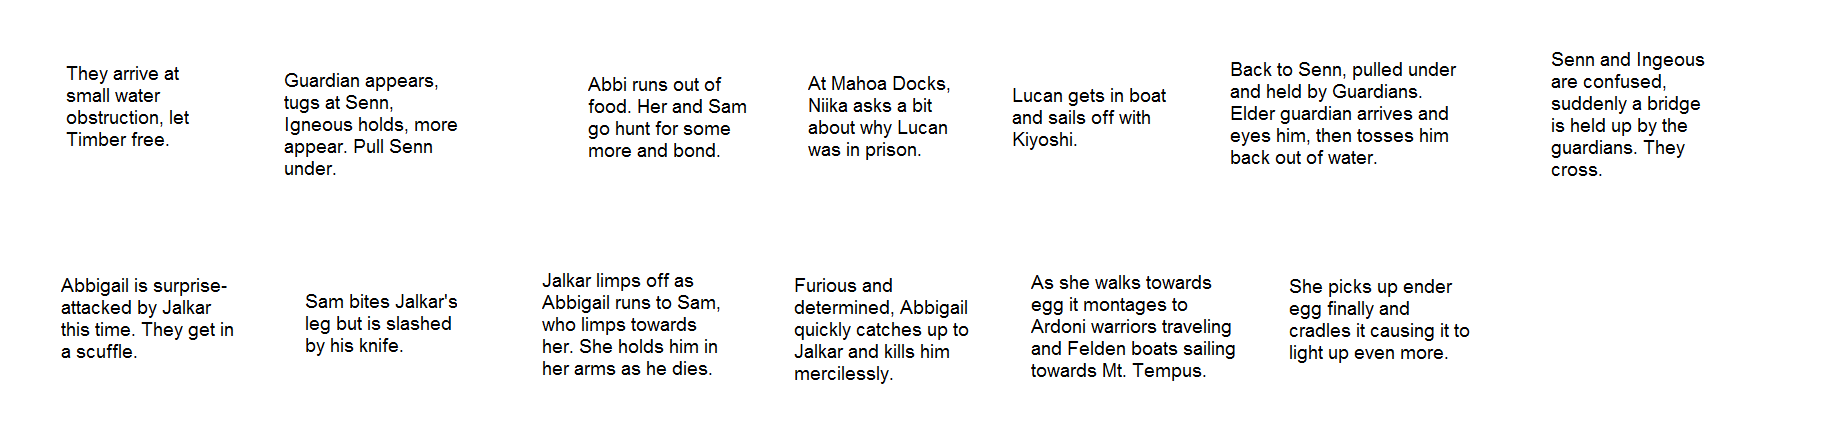 They arrive at
small water
obstruction, let
Timber free.
Guardian appears,
tugs at Senn,
Igneous holds, more
appear. Pull Senn
under.
Abbi runs out of
food. Her and Sam
go hunt for some
more and bond.
At Mahoa Docks,
Niika asks a bit
about why Lucan
was in prison.
Lucan gets in boat
and sails off with
Kiyoshi.
Back to Senn, pulled under
and held by Guardians.
Elder guardian arrives and
eyes him, then tosses him
back out of water.
Senn and Ingeous
are confused,
suddenly a bridge
is held up by the
guardians. They
cross.
Abbigail is surprise-
attacked by Jalkar
this time. They get in
a scuffle.
Sam bites Jalkar's
leg but is slashed
by his knife.
Jalkar limps off as
Abbigail runs to Sam,
who limps towards
her. She holds him in
her arms as he dies.
Furious and
determined, Abbigail
quickly catches up to
Jalkar and kills him
mercilessly.
As she walks towards
egg it montages to
Ardoni warriors traveling
and Felden boats sailing
towards Mt. Tempus.
She picks up ender
egg finally and
cradles it causing it to
light up even more.